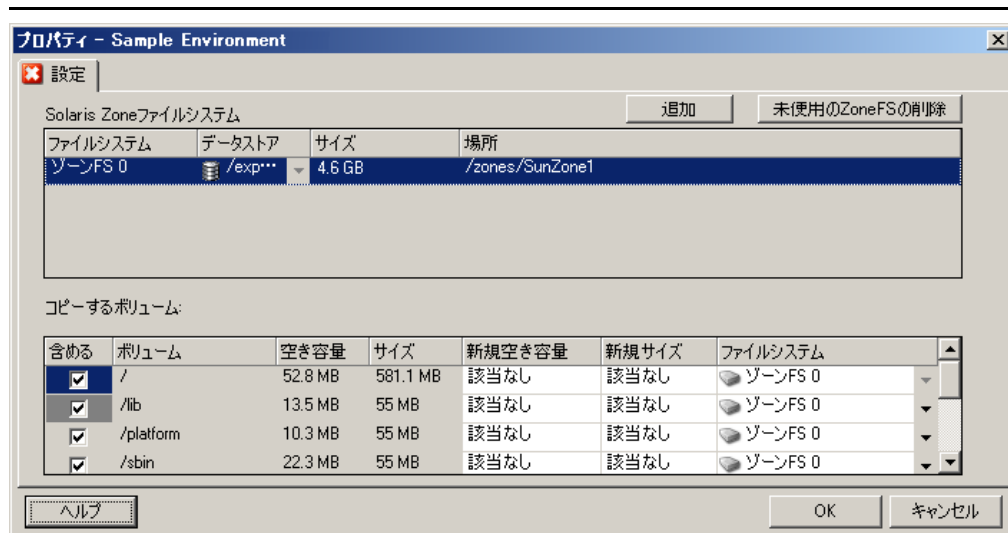 プロパティ - Sample Environment
設定
Solaris Zoneファイルシステム 追加 未使用のZoneFSの削除
ファイルシステム データストア サイズ 場所
ゾーンFS 0 /exp… 4.6 GB /zones/SunZone1
コピーするボリューム:
含める ボリューム 空き容量 サイズ 新規空き容量 新規サイズ ファイルシステム
/ 52.8 MB 581.1 MB 該当なし 該当なし ゾーンFS 0
/lib 13.5 MB 55 MB 該当なし 該当なし ゾーンFS 0
/platform 10.3 MB 55 MB 該当なし 該当なし ゾーンFS 0
/sbin 22.3 MB 55 MB 該当なし 該当なし ゾーンFS 0
ヘルプ OK キャンセル